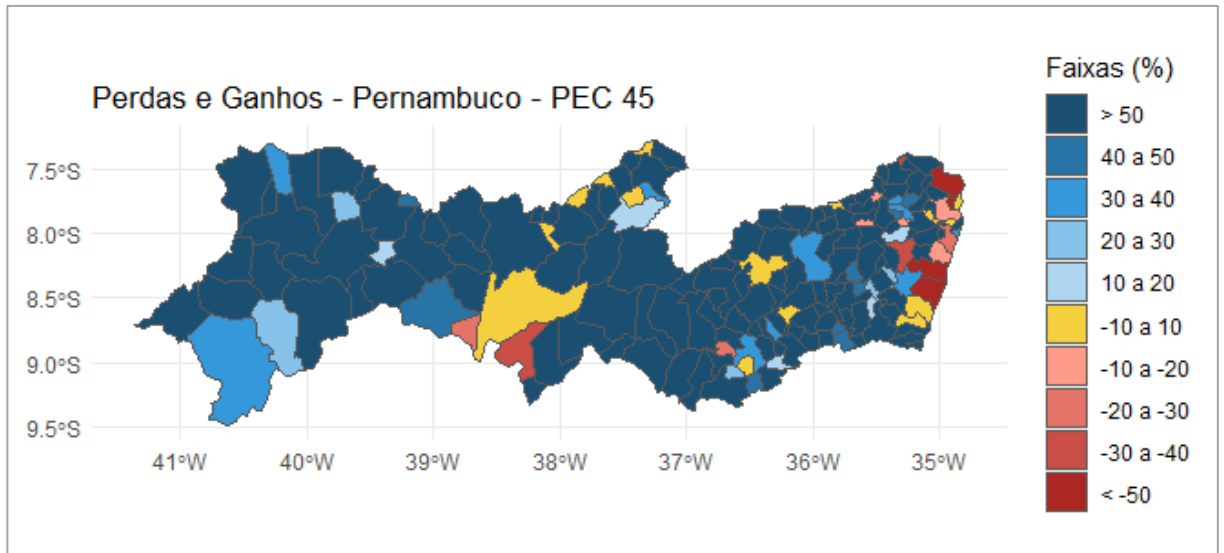 Perdas e Ganhos - Pernambuco - PEC 45
7.5ºS
8.0ºS
8.5ºS
9.0ºS
9.5ºS
41ºW 40ºW 39ºW 38ºW 37ºW 36ºW 35ºW
Faixas (%)
> 50
40 a 50
30 a 40
20 a 30
10 a 20
-10 a 10
-10 a -20
-20 a -30
-30 a -40
< -50